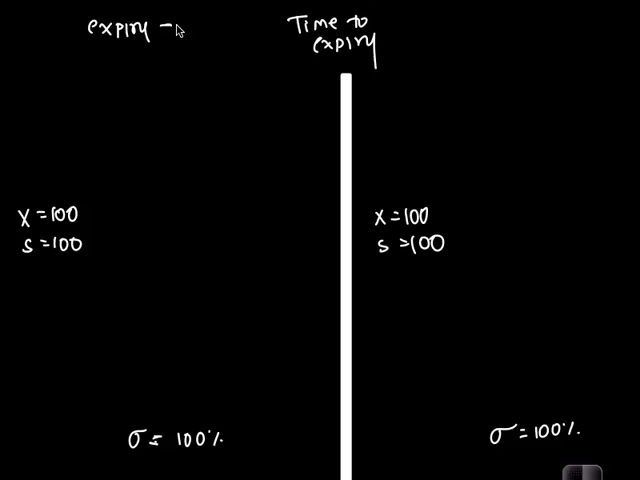 expiry -
Time to
expiry
X = 100
S = 100
X = 100
S = 100
σ = 100%
σ = 100%